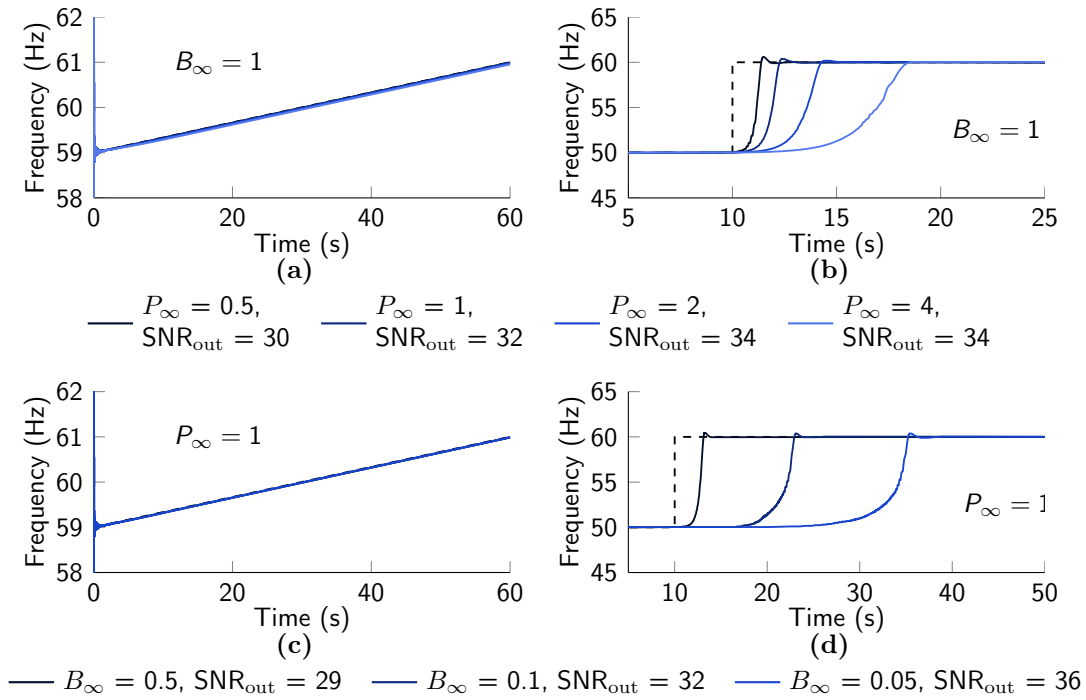 62
61
60
59
58
Frequency (Hz)
B∞ = 1
0 20 40 60
Time (s)
(a)
65
60
55
50
45
Frequency (Hz)
B∞ = 1
5 10 15 20 25
Time (s)
(b)
P∞ = 0.5,
SNRout = 30
P∞ = 1,
SNRout = 32
P∞ = 2,
SNRout = 34
P∞ = 4,
SNRout = 34
62
61
60
59
58
Frequency (Hz)
P∞ = 1
0 20 40 60
Time (s)
(c)
65
60
55
50
45
Frequency (Hz)
P∞ = 1
10 20 30 40 50
Time (s)
(d)
B∞ = 0.5, SNRout = 29
B∞ = 0.1, SNRout = 32
B∞ = 0.05, SNRout = 36